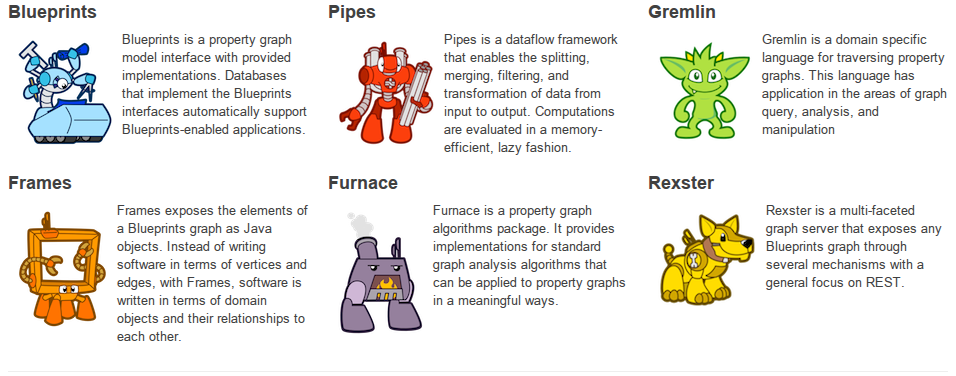 Blueprints
Blueprints is a property graph
model interface with provided
implementations. Databases
that implement the Blueprints
interfaces automatically support
Blueprints-enabled applications.
Pipes
Pipes is a dataflow framework
that enables the splitting,
merging, filtering, and
transformation of data from
input to output. Computations
are evaluated in a memory-
efficient, lazy fashion.
Gremlin
Gremlin is a domain specific
language for traversing property
graphs. This language has
application in the areas of graph
query, analysis, and
manipulation
Frames
Frames exposes the elements of
a Blueprints graph as Java
objects. Instead of writing
software in terms of vertices and
edges, with Frames, software is
written in terms of domain
objects and their relationships to
each other.
Furnace
Furnace is a property graph
algorithms package. It provides
implementations for standard
graph analysis algorithms that
can be applied to property graphs
in a meaningful ways.
Rexster
Rexster is a multi-faceted
graph server that exposes any
Blueprints graph through
several mechanisms with a
general focus on REST.